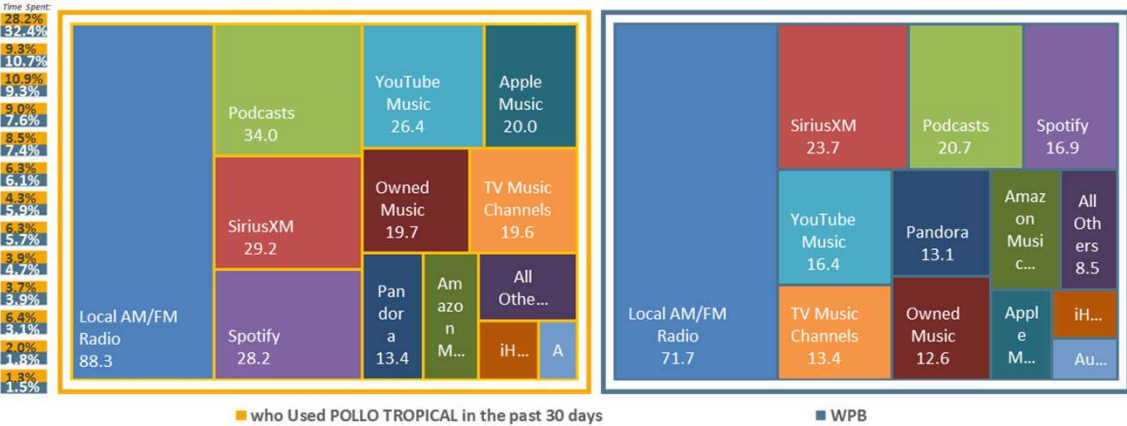 Time Spent:
28.2%
32.4%
9.3%
10.7%
10.9%
9.3%
9.0%
7.6%
8.5%
7.4%
6.3%
6.1%
4.3%
5.9%
6.3%
5.7%
3.9%
4.7%
3.7%
3.9%
6.4%
3.1%
2.0%
1.8%
1.3%
1.5%
Local AM/FM
Radio
88.3
Podcasts
34.0
SiriusXM
29.2
Spotify
28.2
YouTube
Music
26.4
Apple
Music
20.0
Owned
Music
19.7
TV Music
Channels
19.6
Pan
dor
a
13.4
Am
azo
n
M...
All
Othe...
iH...
A
Local AM/FM
Radio
71.7
SiriusXM
23.7
Podcasts
20.7
Spotify
16.9
YouTube
Music
16.4
TV Music
Channels
13.4
Pandora
13.1
Owned
Music
12.6
Amaz
on
Musi
c...
All
Oth
ers
8.5
Appl
e
M...
iH...
Au...
who Used POLLO TROPICAL in the past 30 days
WPB